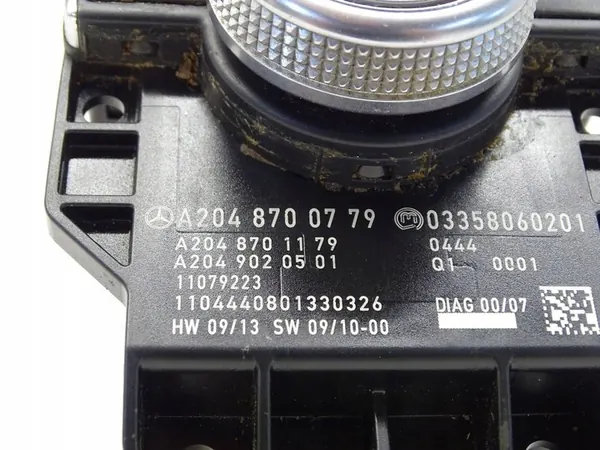 A204 870 07 79 03358060201
A204 870 11 79 0444
A204 902 05 01 Q1 0001
11079223
1104440801330326 DIAG 00/07
HW 09/13 SW 09/10-00